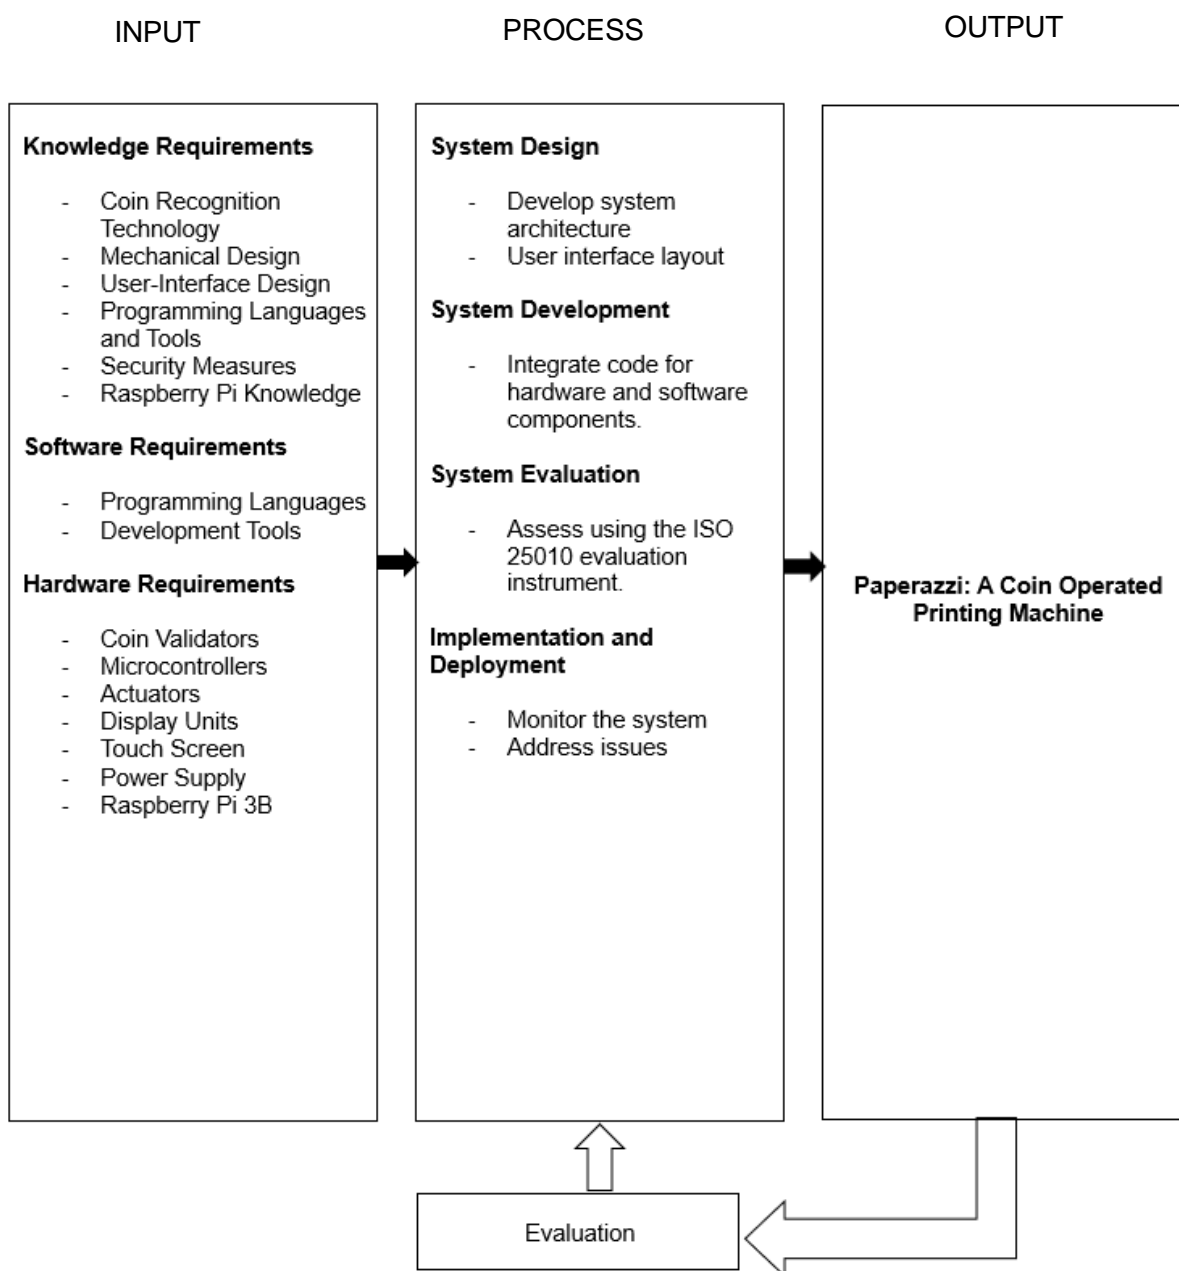 INPUT
PROCESS
OUTPUT
Knowledge Requirements
- Coin Recognition
Technology
- Mechanical Design
- User-Interface Design
- Programming Languages
and Tools
- Security Measures
- Raspberry Pi Knowledge
Software Requirements
- Programming Languages
- Development Tools
Hardware Requirements
- Coin Validators
- Microcontrollers
- Actuators
- Display Units
- Touch Screen
- Power Supply
- Raspberry Pi 3B
System Design
- Develop system
architecture
- User interface layout
System Development
- Integrate code for
hardware and software
components.
System Evaluation
- Assess using the ISO
25010 evaluation
instrument.
Implementation and
Deployment
- Monitor the system
- Address issues
Paperazzi: A Coin Operated
Printing Machine
Evaluation